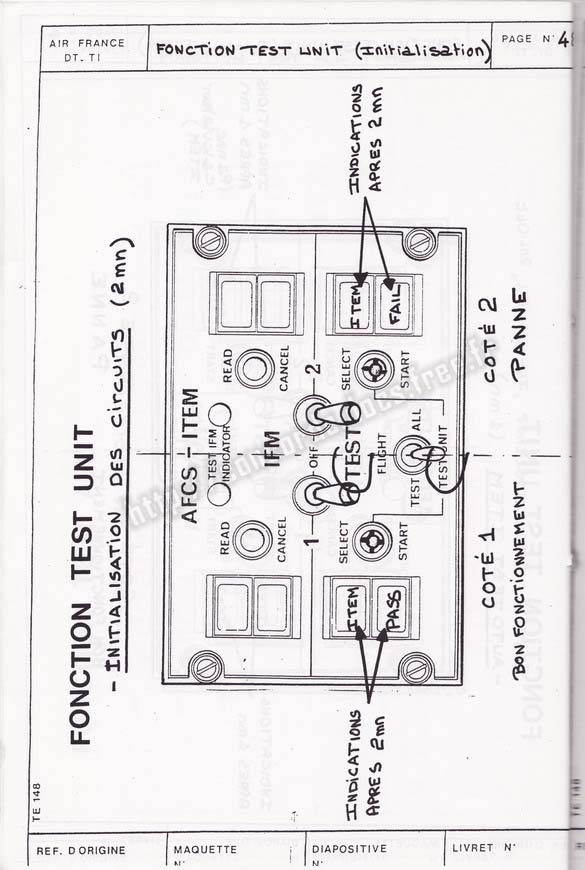 AIR FRANCE
DT. TI
FONCTION TEST UNIT (Initialisation)
PAGE N° 4
FONCTION TEST UNIT
- INITIALISATION DES CIRCUITS (2mn)
INDICATIONS
APRES 2mn
AFCS - ITEM
READ
CANCEL
TEST IFM
INDICATOR
READ
CANCEL
IFM
1
OFF
2
TEST
SELECT
START
FLIGHT
TEST
ALL
TEST UNIT
SELECT
START
ITEM
PASS
ITEM
FAIL
INDICATIONS
APRES 2mn
COTÉ 1
BON FONCTIONNEMENT
COTÉ 2
PANNE
TE 148
REF. D'ORIGINE
MAQUETTE
N°
DIAPOSITIVE
N°
LIVRET N°